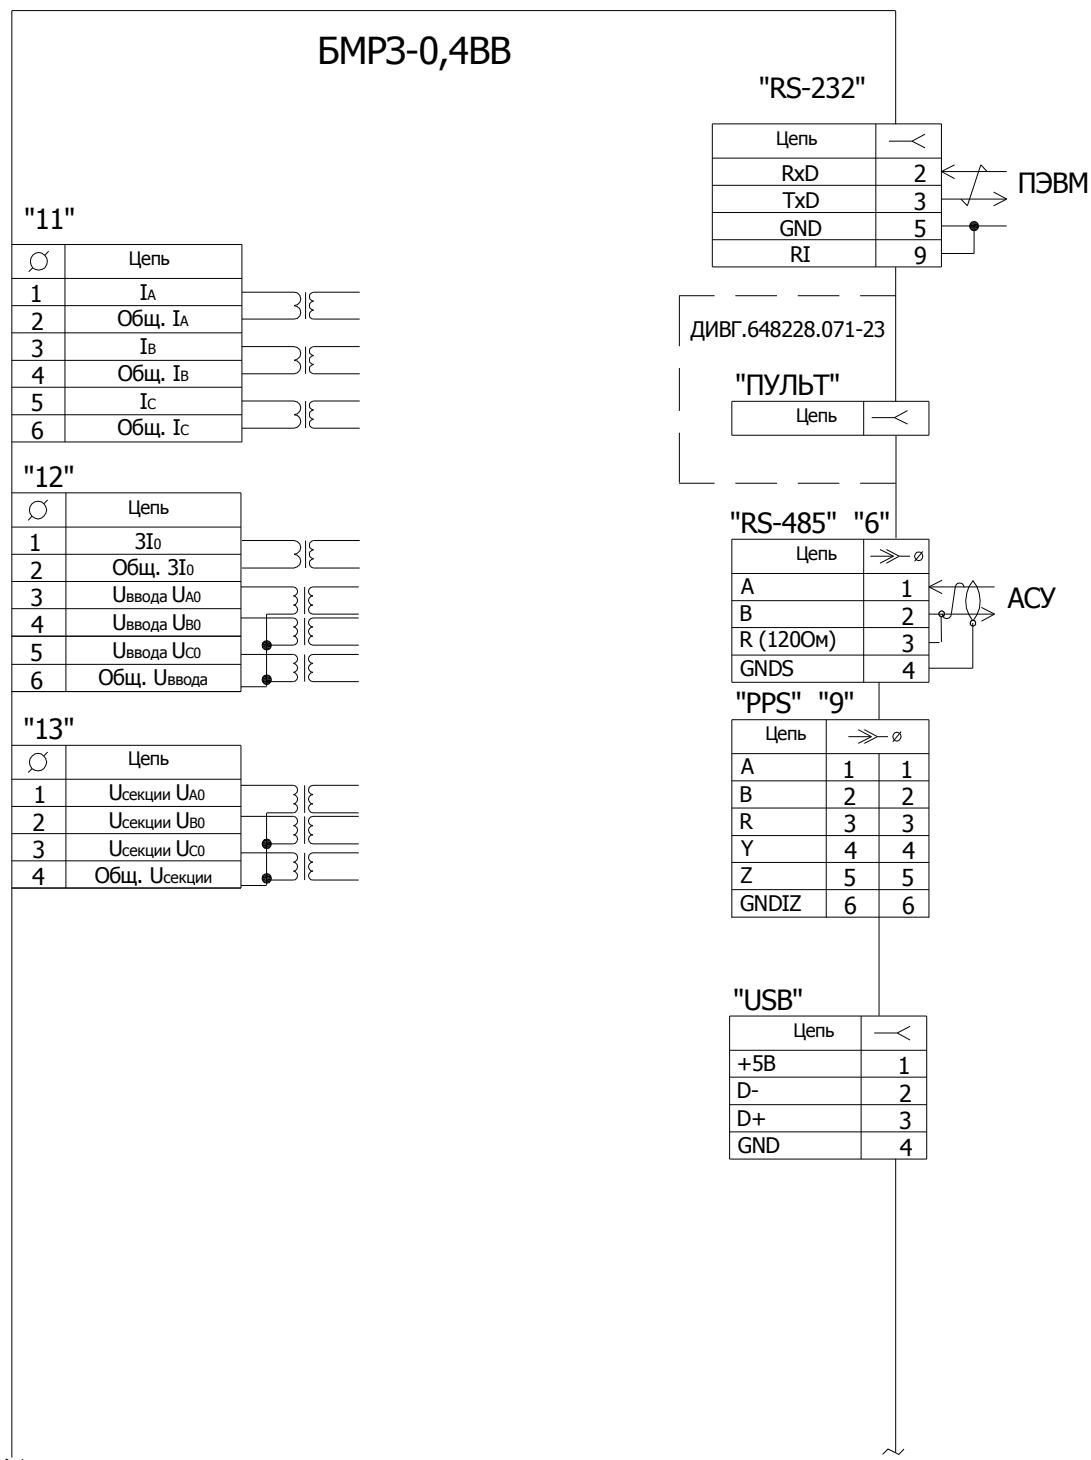 БМРЗ-0,4ВВ
"11"
Цепь
1 IA
2 Общ. IA
3 IB
4 Общ. IB
5 IC
6 Общ. IC
"12"
Цепь
1 3I0
2 Общ. 3I0
3 Uввода UA0
4 Uввода UB0
5 Uввода UC0
6 Общ. Uввода
"13"
Цепь
1 Uсекции UA0
2 Uсекции UB0
3 Uсекции UC0
4 Общ. Uсекции
"RS-232"
Цепь
RxD 2
TxD 3
GND 5
RI 9
ПЭВМ
ДИВГ.648228.071-23
"ПУЛЬТ"
Цепь
"RS-485" "6"
Цепь
A 1
B 2
R (120Ом) 3
GNDS 4
АСУ
"PPS" "9"
Цепь
A 1 1
B 2 2
R 3 3
Y 4 4
Z 5 5
GNDIZ 6 6
"USB"
Цепь
+5В 1
D- 2
D+ 3
GND 4